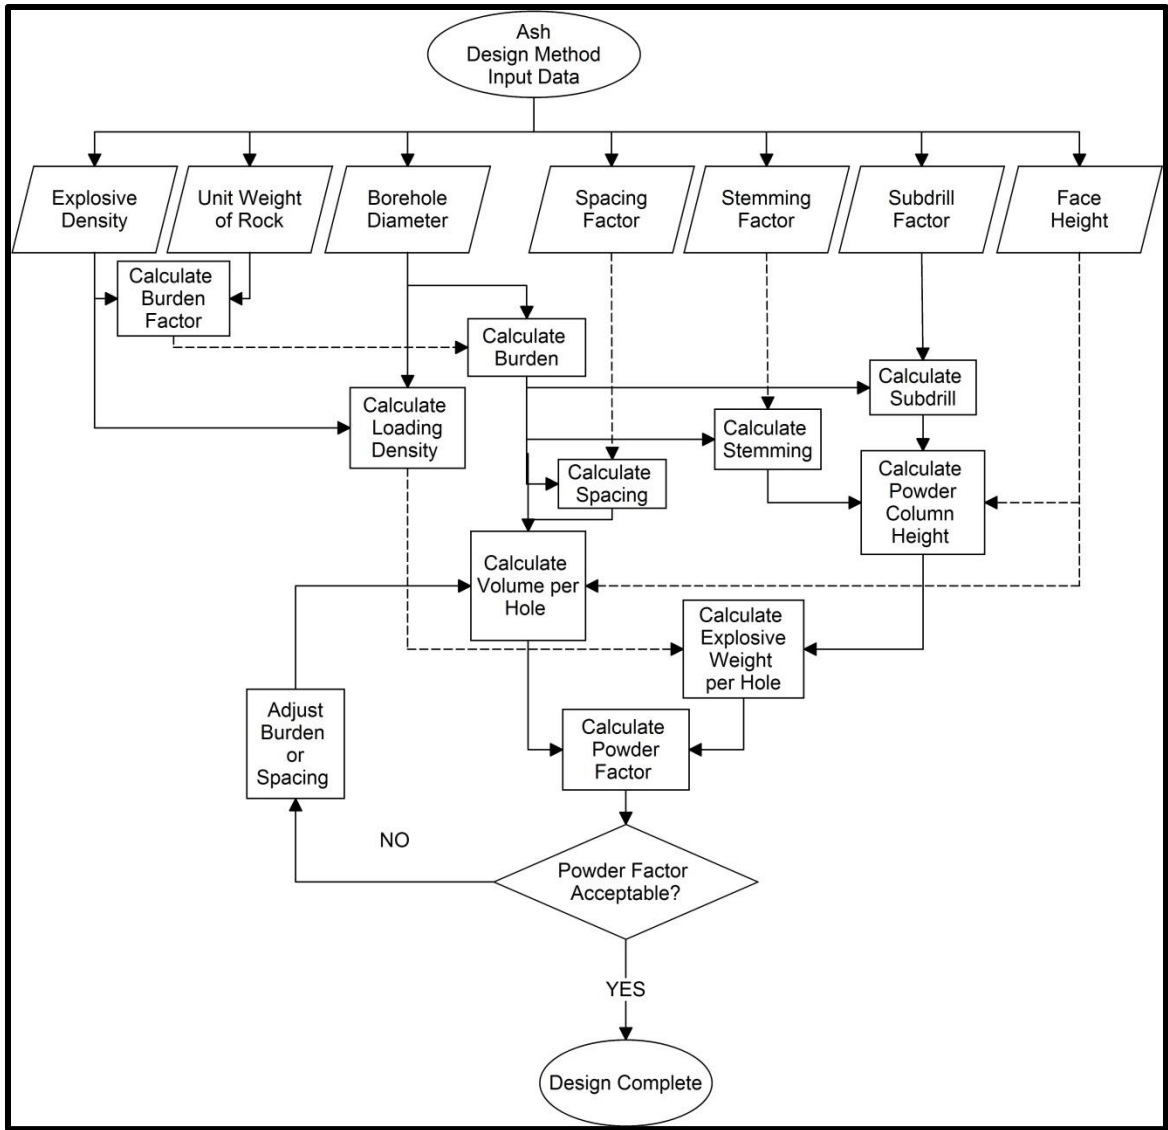 Ash
Design Method
Input Data
Explosive
Density
Unit Weight
of Rock
Borehole
Diameter
Spacing
Factor
Stemming
Factor
Subdrill
Factor
Face
Height
Calculate
Burden
Factor
Calculate
Burden
Calculate
Subdrill
Calculate
Loading
Density
Calculate
Stemming
Calculate
Spacing
Calculate
Powder
Column
Height
Calculate
Volume per
Hole
Calculate
Explosive
Weight
per Hole
Adjust
Burden
or
Spacing
Calculate
Powder
Factor
NO
Powder Factor
Acceptable?
YES
Design Complete